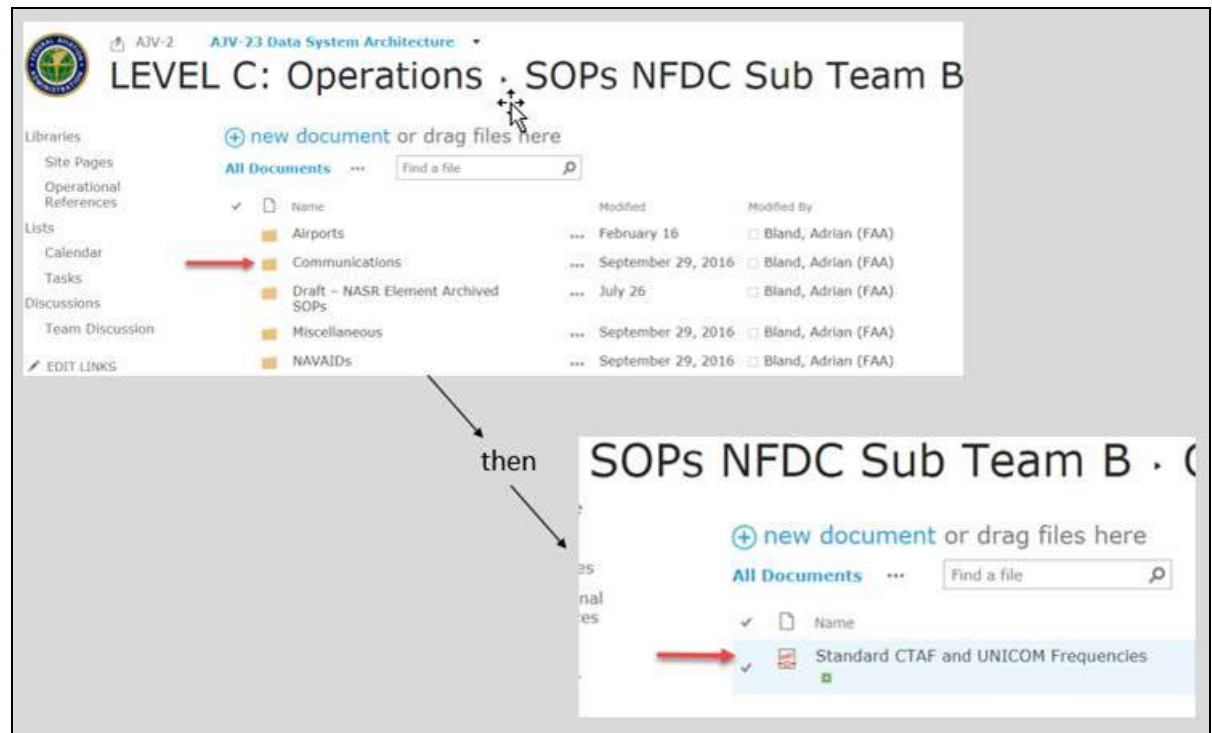 AJV-2 AJV-23 Data System Architecture
LEVEL C: Operations · SOPs NFDC Sub Team B
Libraries
Site Pages
Operational
References
Lists
Calendar
Tasks
Discussions
Team Discussion
EDIT LINKS
new document or drag files here
All Documents ... Find a file
Name Modified Modified By
Airports ... February 16 Bland, Adrian (FAA)
Communications ... September 29, 2016 Bland, Adrian (FAA)
Draft – NASR Element Archived ... July 26 Bland, Adrian (FAA)
SOPs
Miscellaneous ... September 29, 2016 Bland, Adrian (FAA)
NAVAIDs ... September 29, 2016 Bland, Adrian (FAA)
then
SOPs NFDC Sub Team B ·
es
nal
es
new document or drag files here
All Documents ... Find a file
Name
Standard CTAF and UNICOM Frequencies